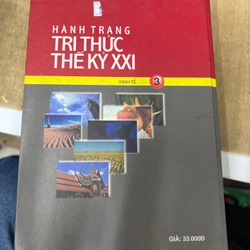 HÀNH TRANG
TRI THỨC
THẾ KỶ XXI
KINH TẾ 3
GIÁ: 33.000Đ